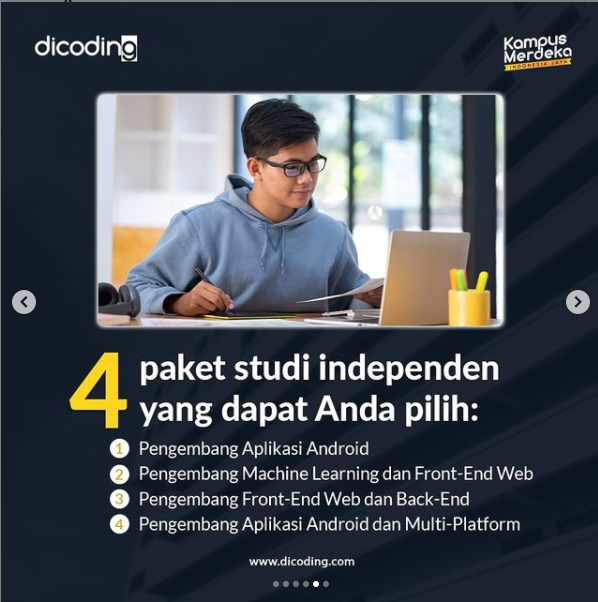 dicoding
Kampus
Merdeka
INDONESIA JAYA
4 paket studi independen
yang dapat Anda pilih:
1 Pengembang Aplikasi Android
2 Pengembang Machine Learning dan Front-End Web
3 Pengembang Front-End Web dan Back-End
4 Pengembang Aplikasi Android dan Multi-Platform
www.dicoding.com